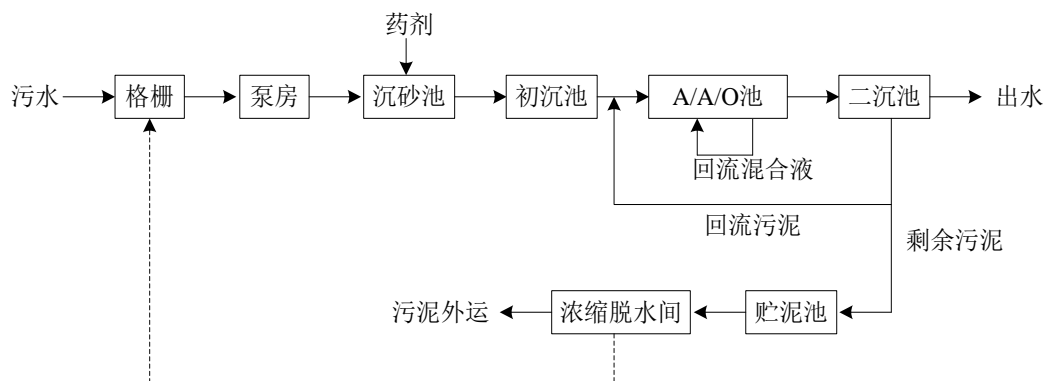 药剂
污水
格栅
泵房
沉砂池
初沉池
A/A/O池
二沉池
出水
回流混合液
回流污泥
剩余污泥
污泥外运
浓缩脱水间
贮泥池